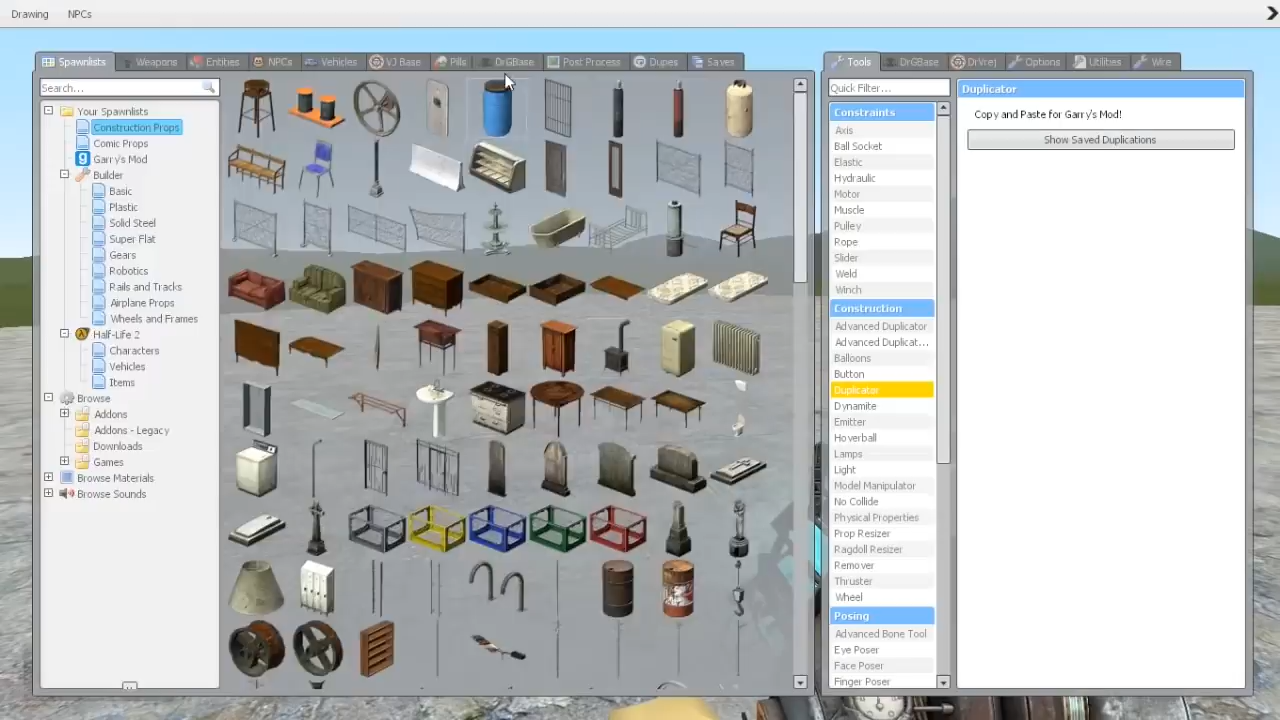 Drawing NPCs
Spawnlists Weapons Entities NPCs Vehicles VJ Base Pills DrGBase Post Process Dupes Saves
Search...
Your Spawnlists
Construction Props
Comic Props
Garry's Mod
Builder
Basic
Plastic
Solid Steel
Super Flat
Gears
Robotics
Rails and Tracks
Airplane Props
Wheels and Frames
Half-Life 2
Characters
Vehicles
Items
Browse
Addons
Addons - Legacy
Downloads
Games
Browse Materials
Browse Sounds
Tools DrGBase DrVrej Options Utilities Wire
Quick Filter...
Constraints
Axis
Ball Socket
Elastic
Hydraulic
Motor
Muscle
Pulley
Rope
Slider
Weld
Winch
Construction
Advanced Duplicator
Advanced Duplicat...
Balloons
Button
Duplicator
Dynamite
Emitter
Hoverball
Lamps
Light
Model Manipulator
No Collide
Physical Properties
Prop Resizer
Ragdoll Resizer
Remover
Thruster
Wheel
Posing
Advanced Bone Tool
Eye Poser
Face Poser
Finger Poser
Duplicator
Copy and Paste for Garry's Mod!
Show Saved Duplications